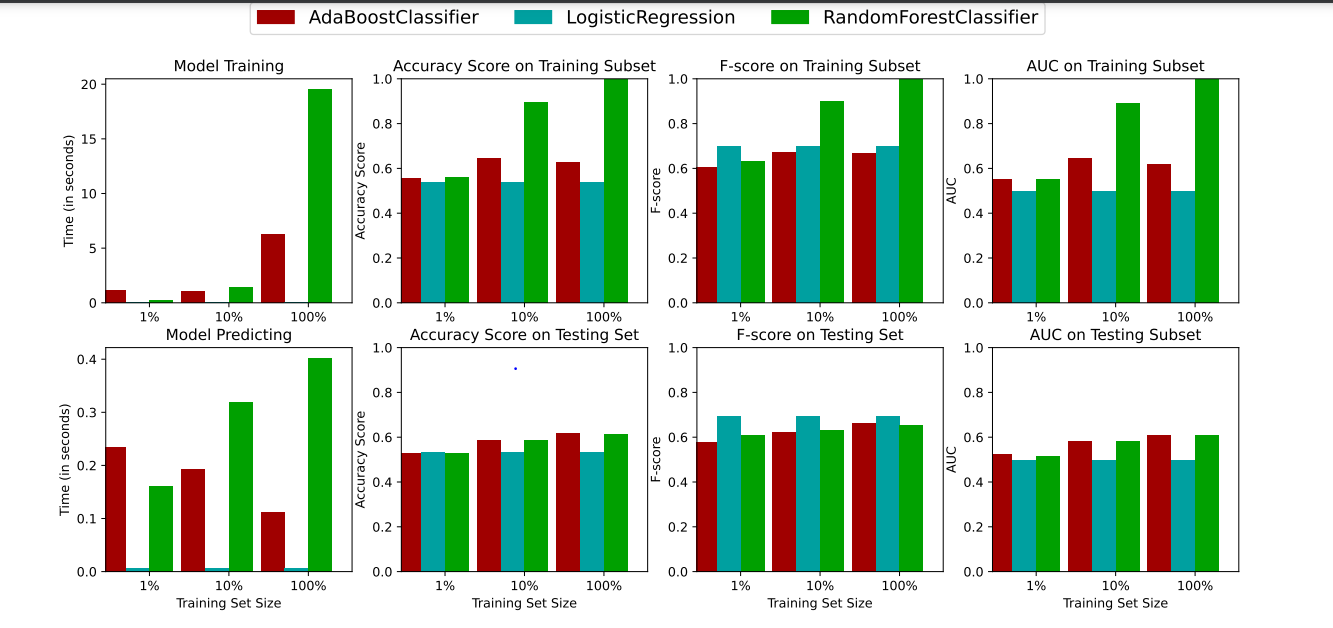 AdaBoostClassifier LogisticRegression RandomForestClassifier
Model Training
Time (in seconds)
20
15
10
5
0
1% 10% 100%
Accuracy Score on Training Subset
Accuracy Score
1.0
0.8
0.6
0.4
0.2
0.0
1% 10% 100%
F-score on Training Subset
F-score
1.0
0.8
0.6
0.4
0.2
0.0
1% 10% 100%
AUC on Training Subset
AUC
1.0
0.8
0.6
0.4
0.2
0.0
1% 10% 100%
Model Predicting
Time (in seconds)
0.4
0.3
0.2
0.1
0.0
1% 10% 100%
Training Set Size
Accuracy Score on Testing Set
Accuracy Score
1.0
0.8
0.6
0.4
0.2
0.0
1% 10% 100%
Training Set Size
F-score on Testing Set
F-score
1.0
0.8
0.6
0.4
0.2
0.0
1% 10% 100%
Training Set Size
AUC on Testing Subset
AUC
1.0
0.8
0.6
0.4
0.2
0.0
1% 10% 100%
Training Set Size